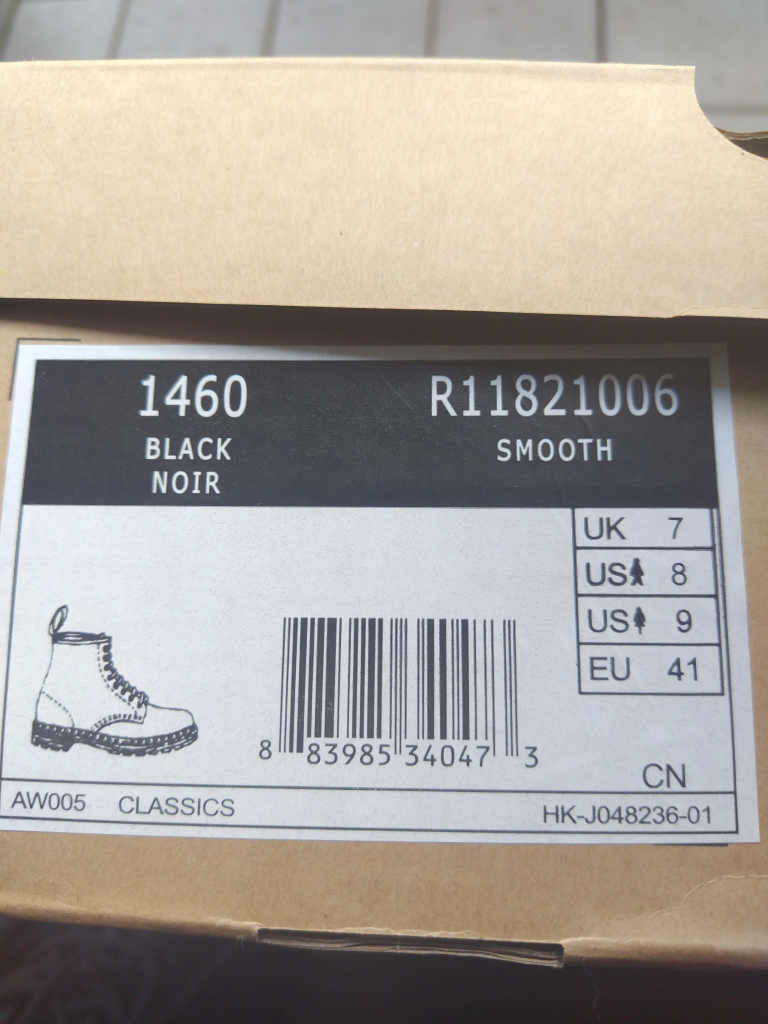 1460 R11821006
BLACK SMOOTH
NOIR
UK 7
US 8
US 9
EU 41
8 83985 34047 3
CN
AW005 CLASSICS HK-J048236-01